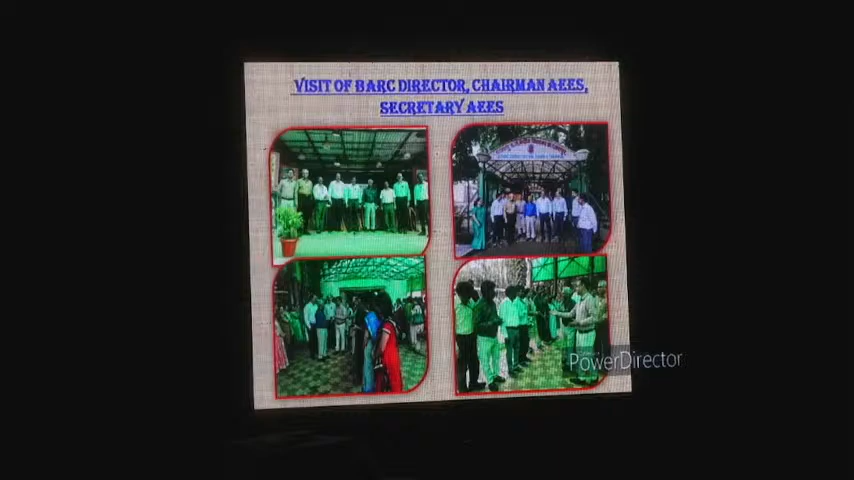 VISIT OF BARC DIRECTOR, CHAIRMAN AEES,
SECRETARY AEES
PowerDirector